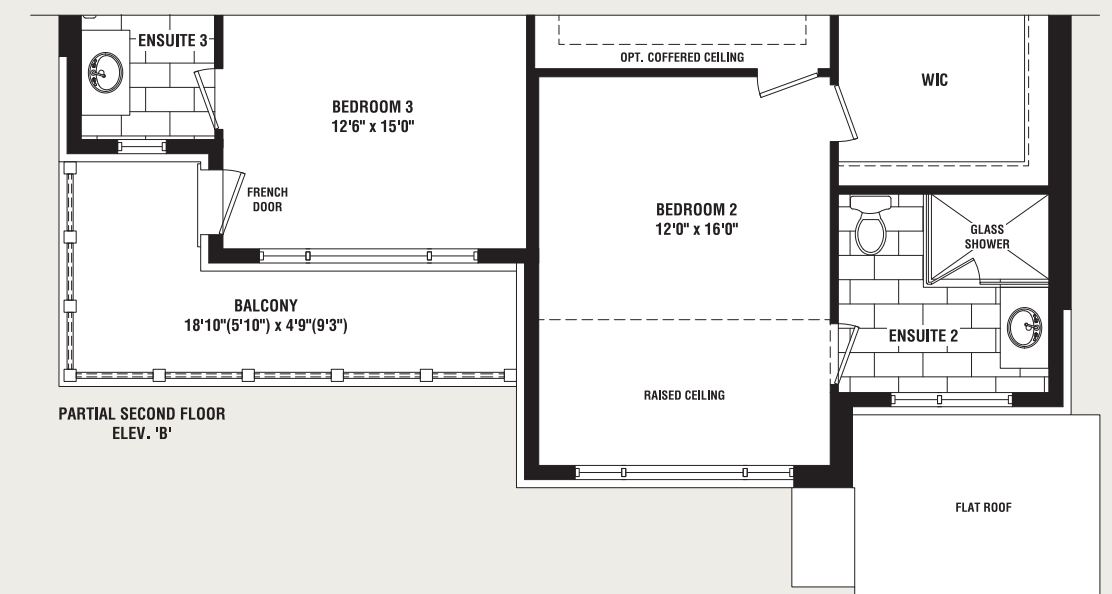 ENSUITE 3
OPT. COFFERED CEILING
WIC
BEDROOM 3
12'6" x 15'0"
FRENCH
DOOR
BEDROOM 2
12'0" x 16'0"
GLASS
SHOWER
BALCONY
18'10"(5'10") x 4'9"(9'3")
ENSUITE 2
RAISED CEILING
PARTIAL SECOND FLOOR
ELEV. 'B'
FLAT ROOF